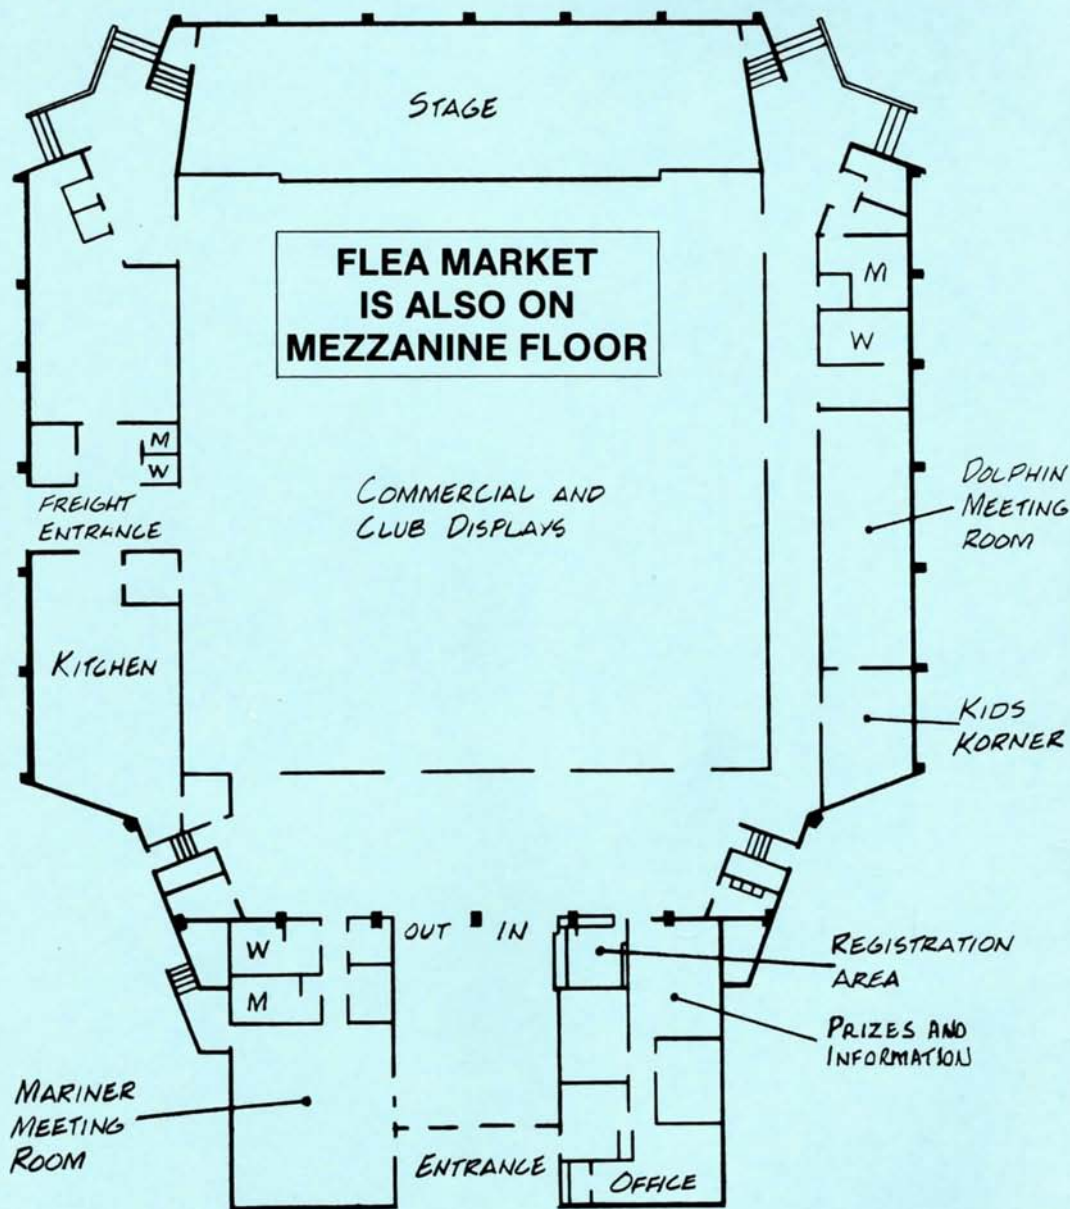 STAGE
FLEA MARKET
IS ALSO ON
MEZZANINE FLOOR
M
W
M
W
FREIGHT
ENTRANCE
COMMERCIAL AND
CLUB DISPLAYS
DOLPHIN
MEETING
ROOM
KITCHEN
KIDS
KORNER
OUT IN
W
M
REGISTRATION
AREA
PRIZES AND
INFORMATION
MARINER
MEETING
ROOM
ENTRANCE
OFFICE